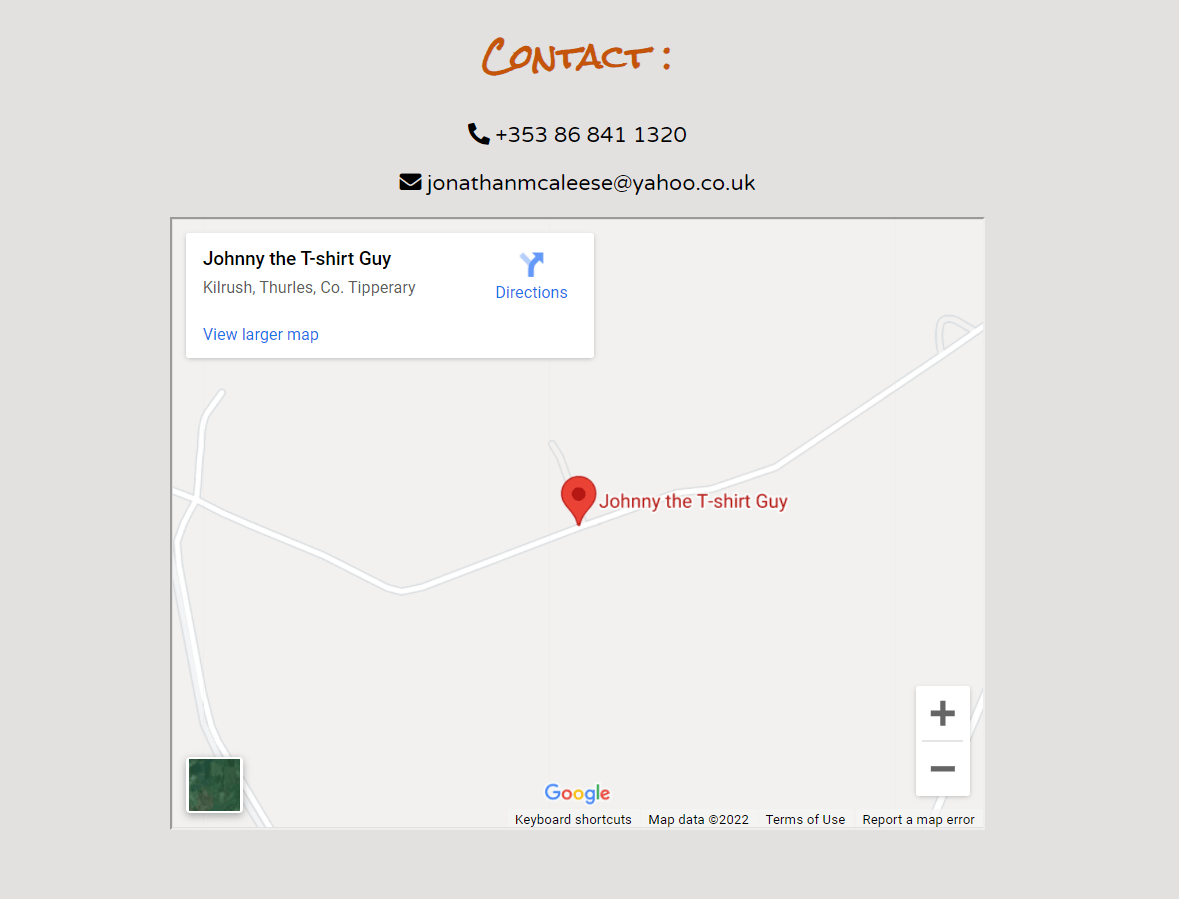 Contact :
+353 86 841 1320
jonathanmcaleese@yahoo.co.uk
Johnny the T-shirt Guy
Kilrush, Thurles, Co. Tipperary
Directions
View larger map
Johnny the T-shirt Guy
Google
Keyboard shortcuts Map data ©2022 Terms of Use Report a map error